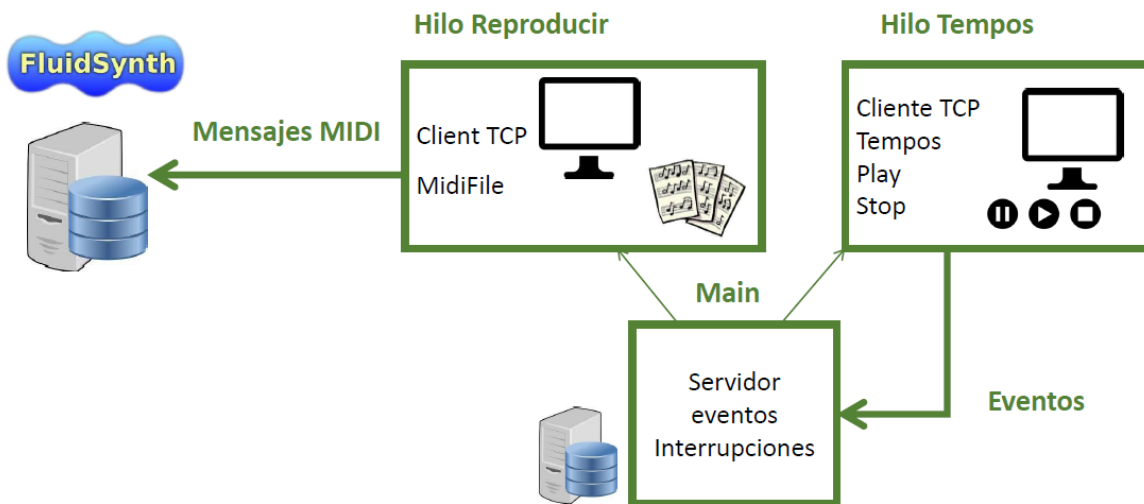 Hilo Reproducir
Hilo Tempos
FluidSynth
Mensajes MIDI
Client TCP
MidiFile
Cliente TCP
Tempos
Play
Stop
Main
Servidor
eventos
Interrupciones
Eventos